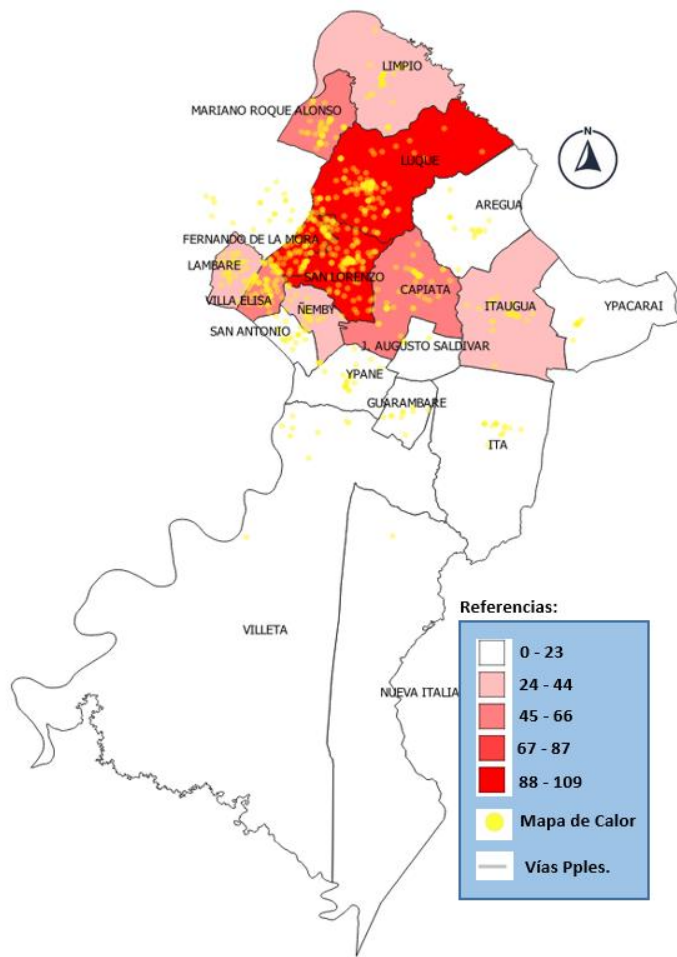 LIMPIO
MARIANO ROQUE ALONSO
N
LUQUE
AREGUA
FERNANDO DE LA MORA
LAMBARE
SAN LORENZO
CAPIATA
ITAUGUA
YPACARAI
VILLA ELISA
ÑEMBY
SAN ANTONIO
J. AUGUSTO SALDIVAR
YPANE
GUARAMBARE
ITA
VILLETA
NUEVA ITALIA
Referencias:
0 - 23
24 - 44
45 - 66
67 - 87
88 - 109
Mapa de Calor
Vías Pples.